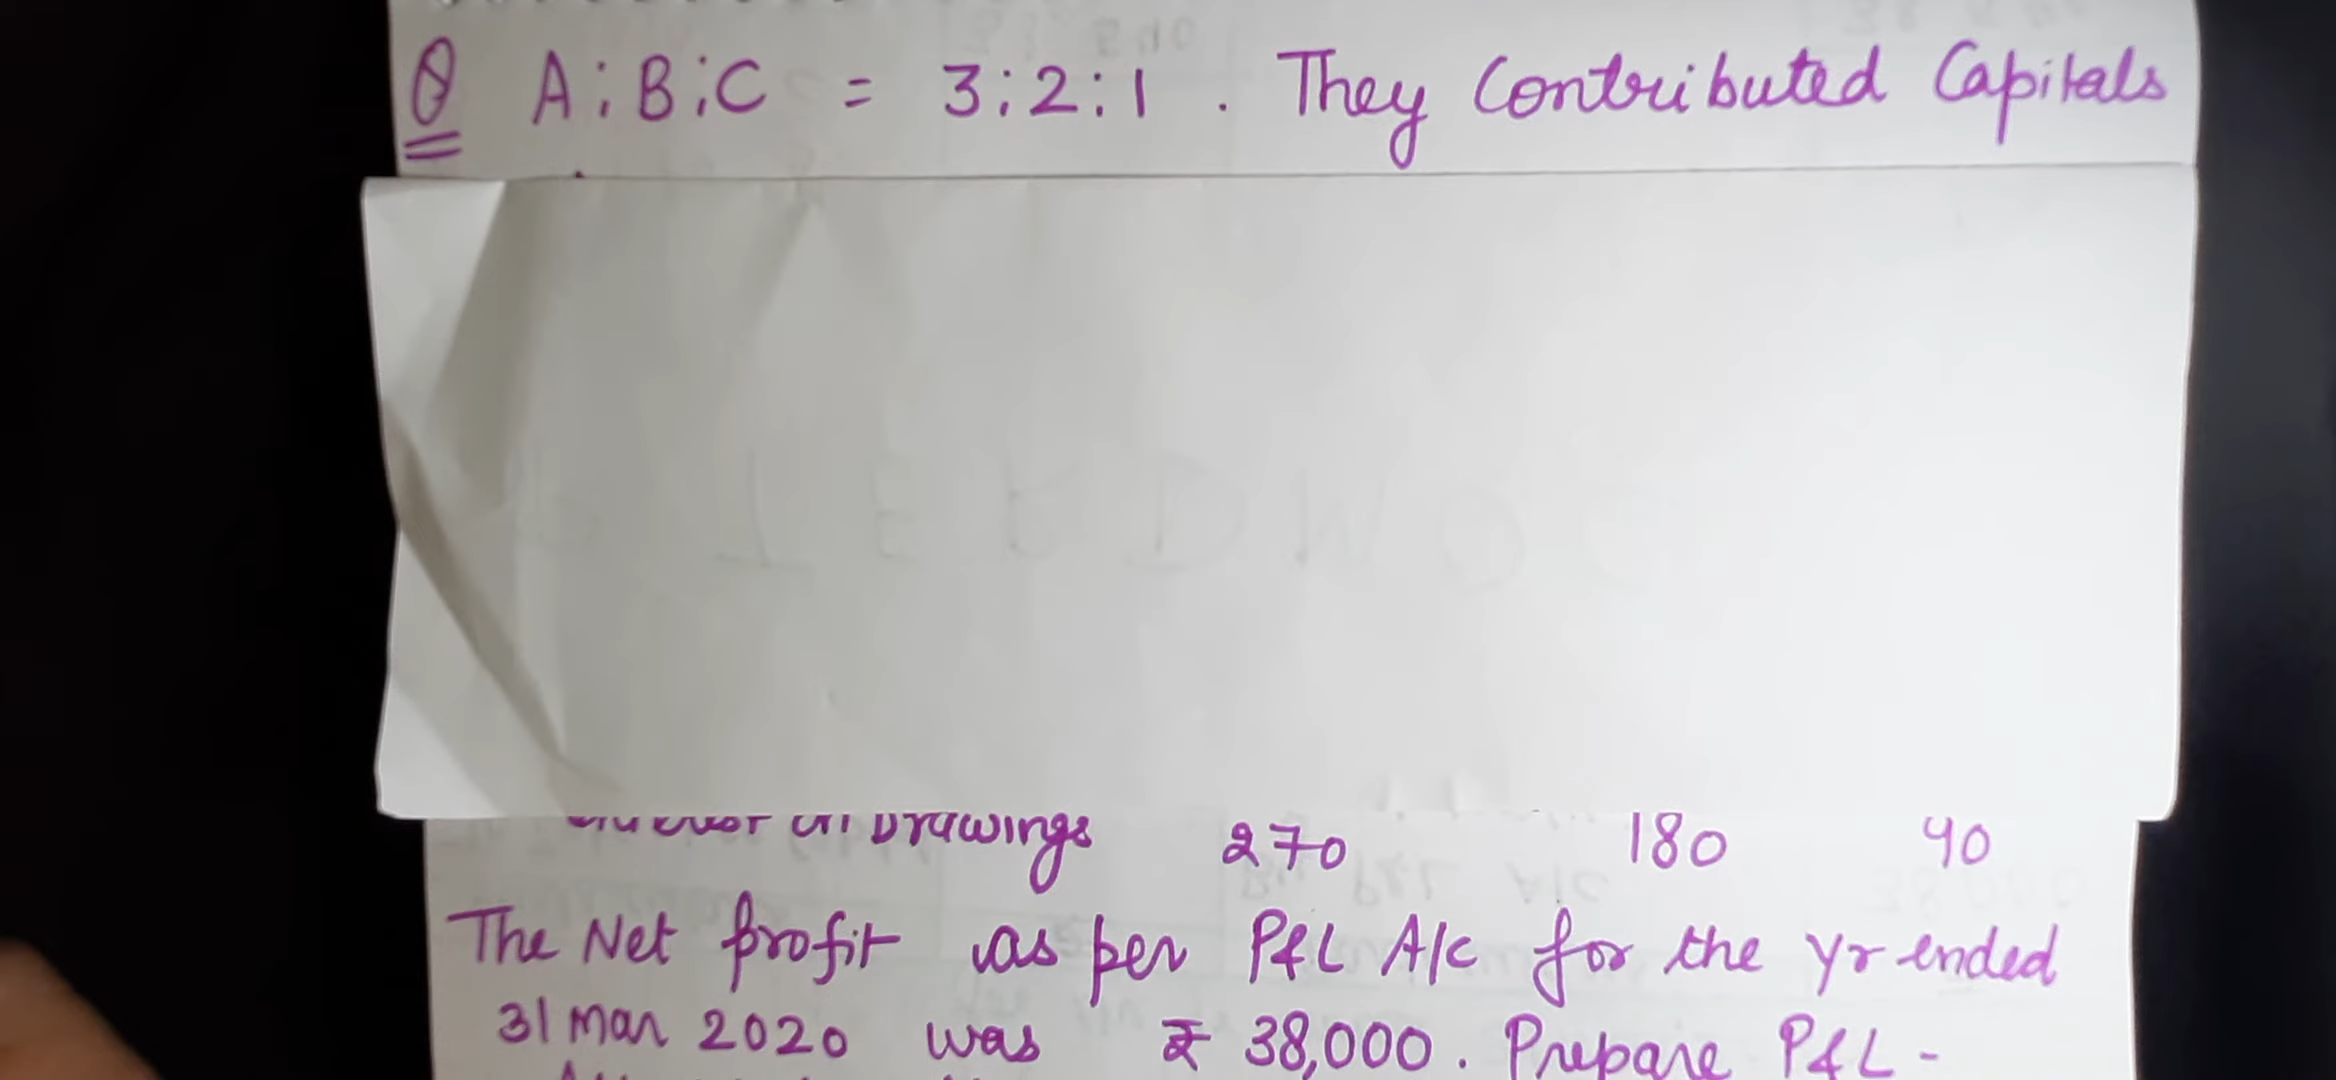 Q A:B:C = 3:2:1 . They Contributed Capitals
Drawings 270 180 90
The Net profit as per P&L A/c for the yr ended
31 Mar 2020 was ₹ 38,000. Prepare P&L -